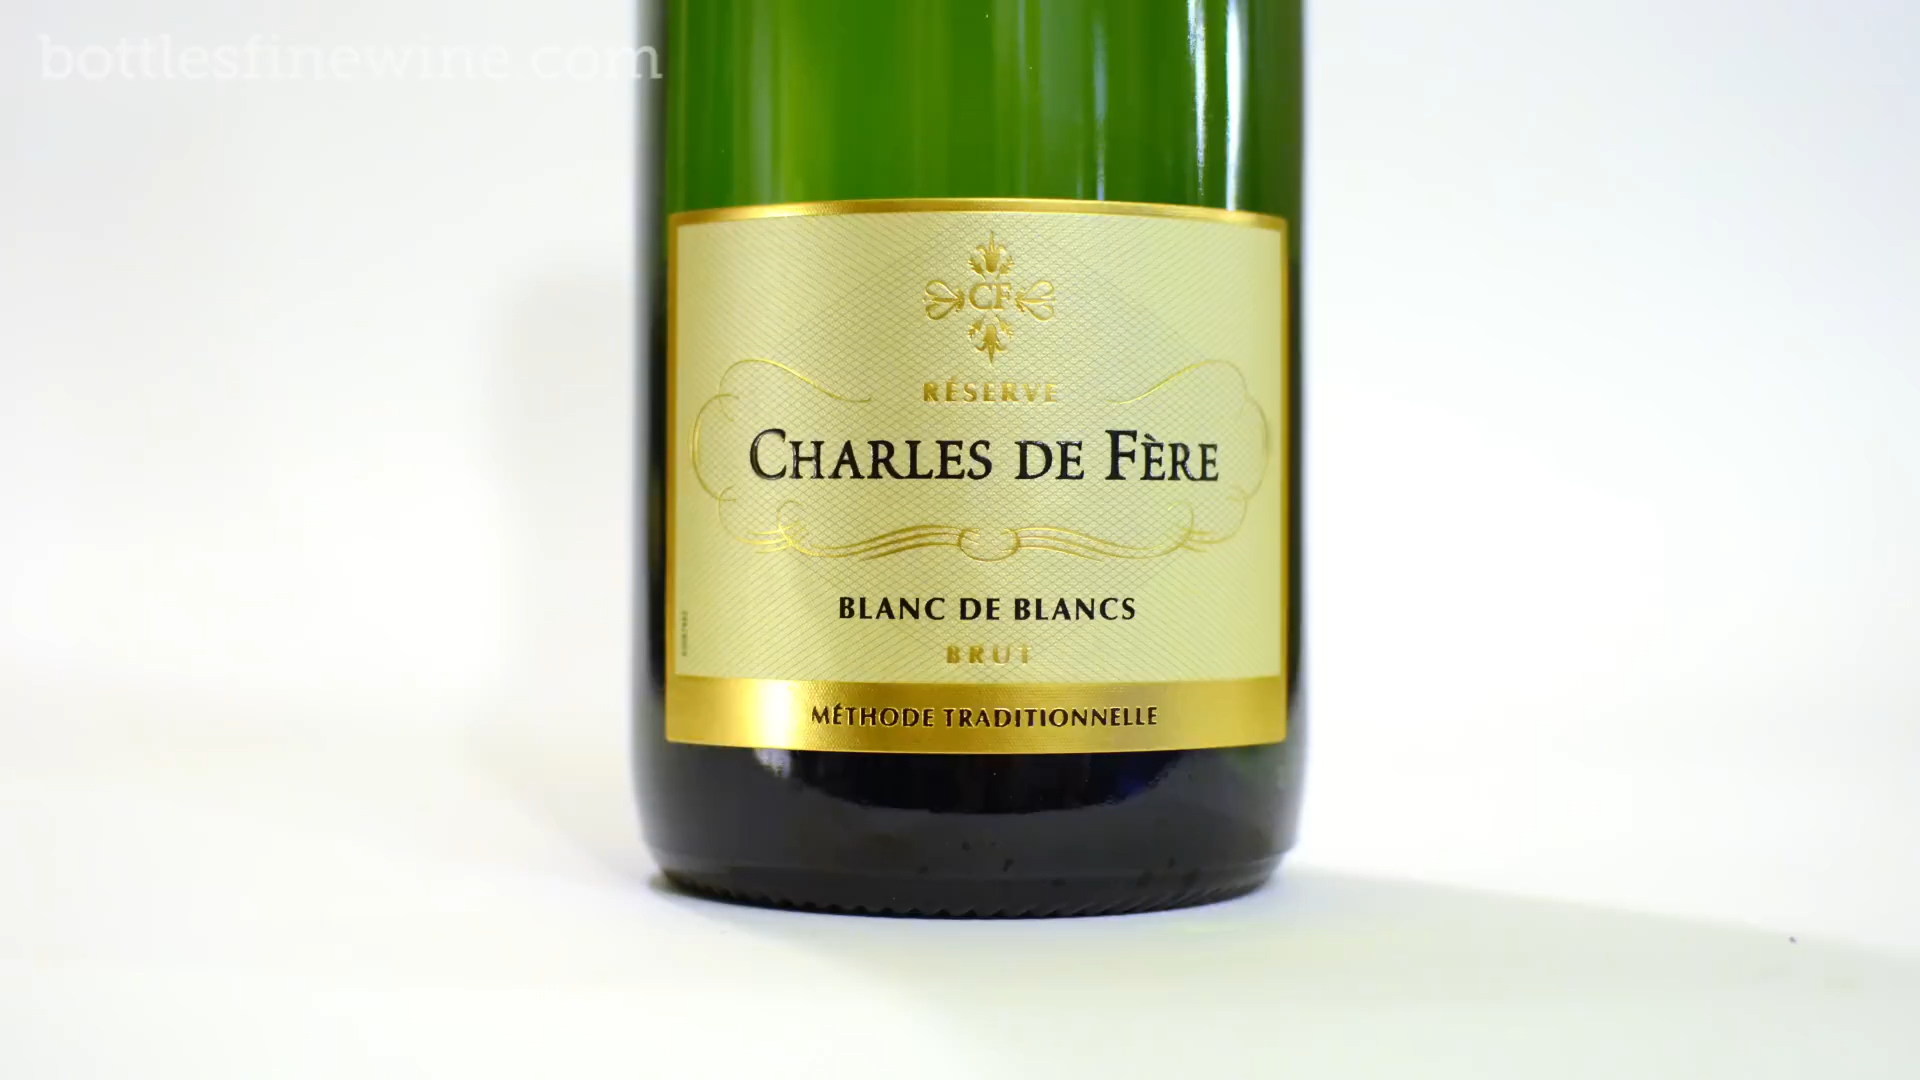 bottlesfinewine.com
CF
RÉSERVE
CHARLES DE FÈRE
BLANC DE BLANCS
BRUT
MÉTHODE TRADITIONNELLE